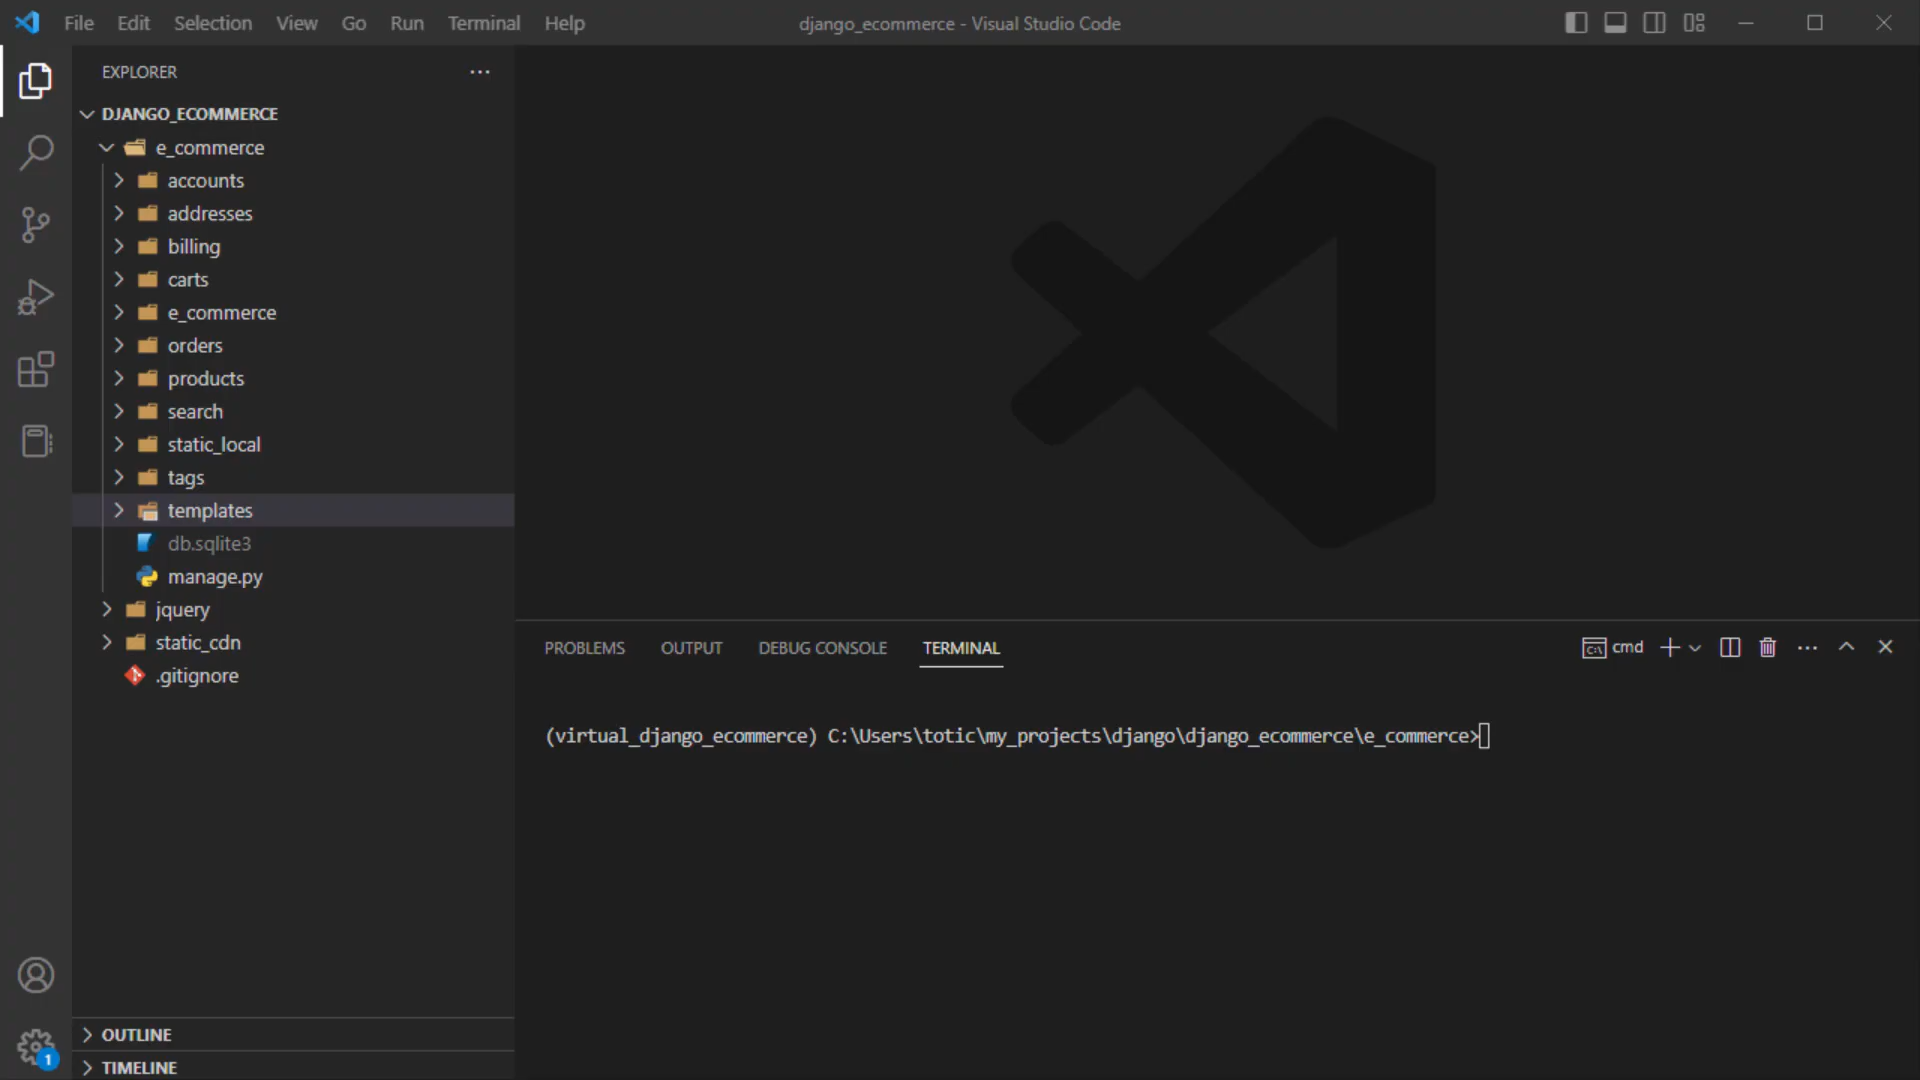 File Edit Selection View Go Run Terminal Help django_ecommerce - Visual Studio Code
EXPLORER
DJANGO_ECOMMERCE
e_commerce
accounts
addresses
billing
carts
e_commerce
orders
products
search
static_local
tags
templates
db.sqlite3
manage.py
jquery
static_cdn
.gitignore
OUTLINE
TIMELINE
1
PROBLEMS OUTPUT DEBUG CONSOLE TERMINAL cmd
(virtual_django_ecommerce) C:\Users\totic\my_projects\django\django_ecommerce\e_commerce>